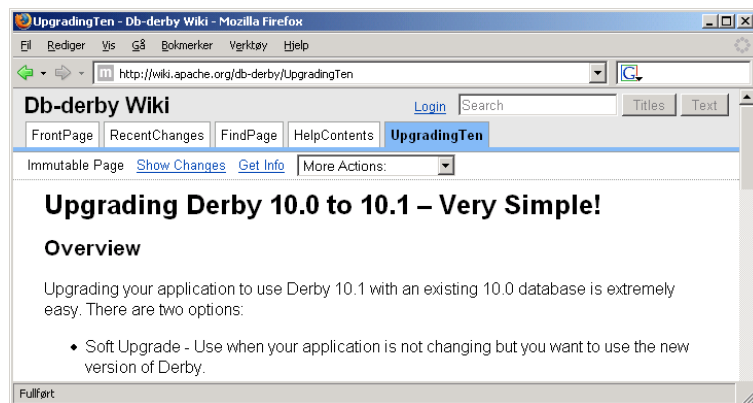 UpgradingTen - Db-derby Wiki - Mozilla Firefox
Fil Rediger Vis Gå Bokmerker Verktøy Hjelp
http://wiki.apache.org/db-derby/UpgradingTen G
Db-derby Wiki Login Search Titles Text
FrontPage RecentChanges FindPage HelpContents UpgradingTen
Immutable Page Show Changes Get Info More Actions:
Upgrading Derby 10.0 to 10.1 – Very Simple!
Overview
Upgrading your application to use Derby 10.1 with an existing 10.0 database is extremely
easy. There are two options:
• Soft Upgrade - Use when your application is not changing but you want to use the new
version of Derby.
Fullført